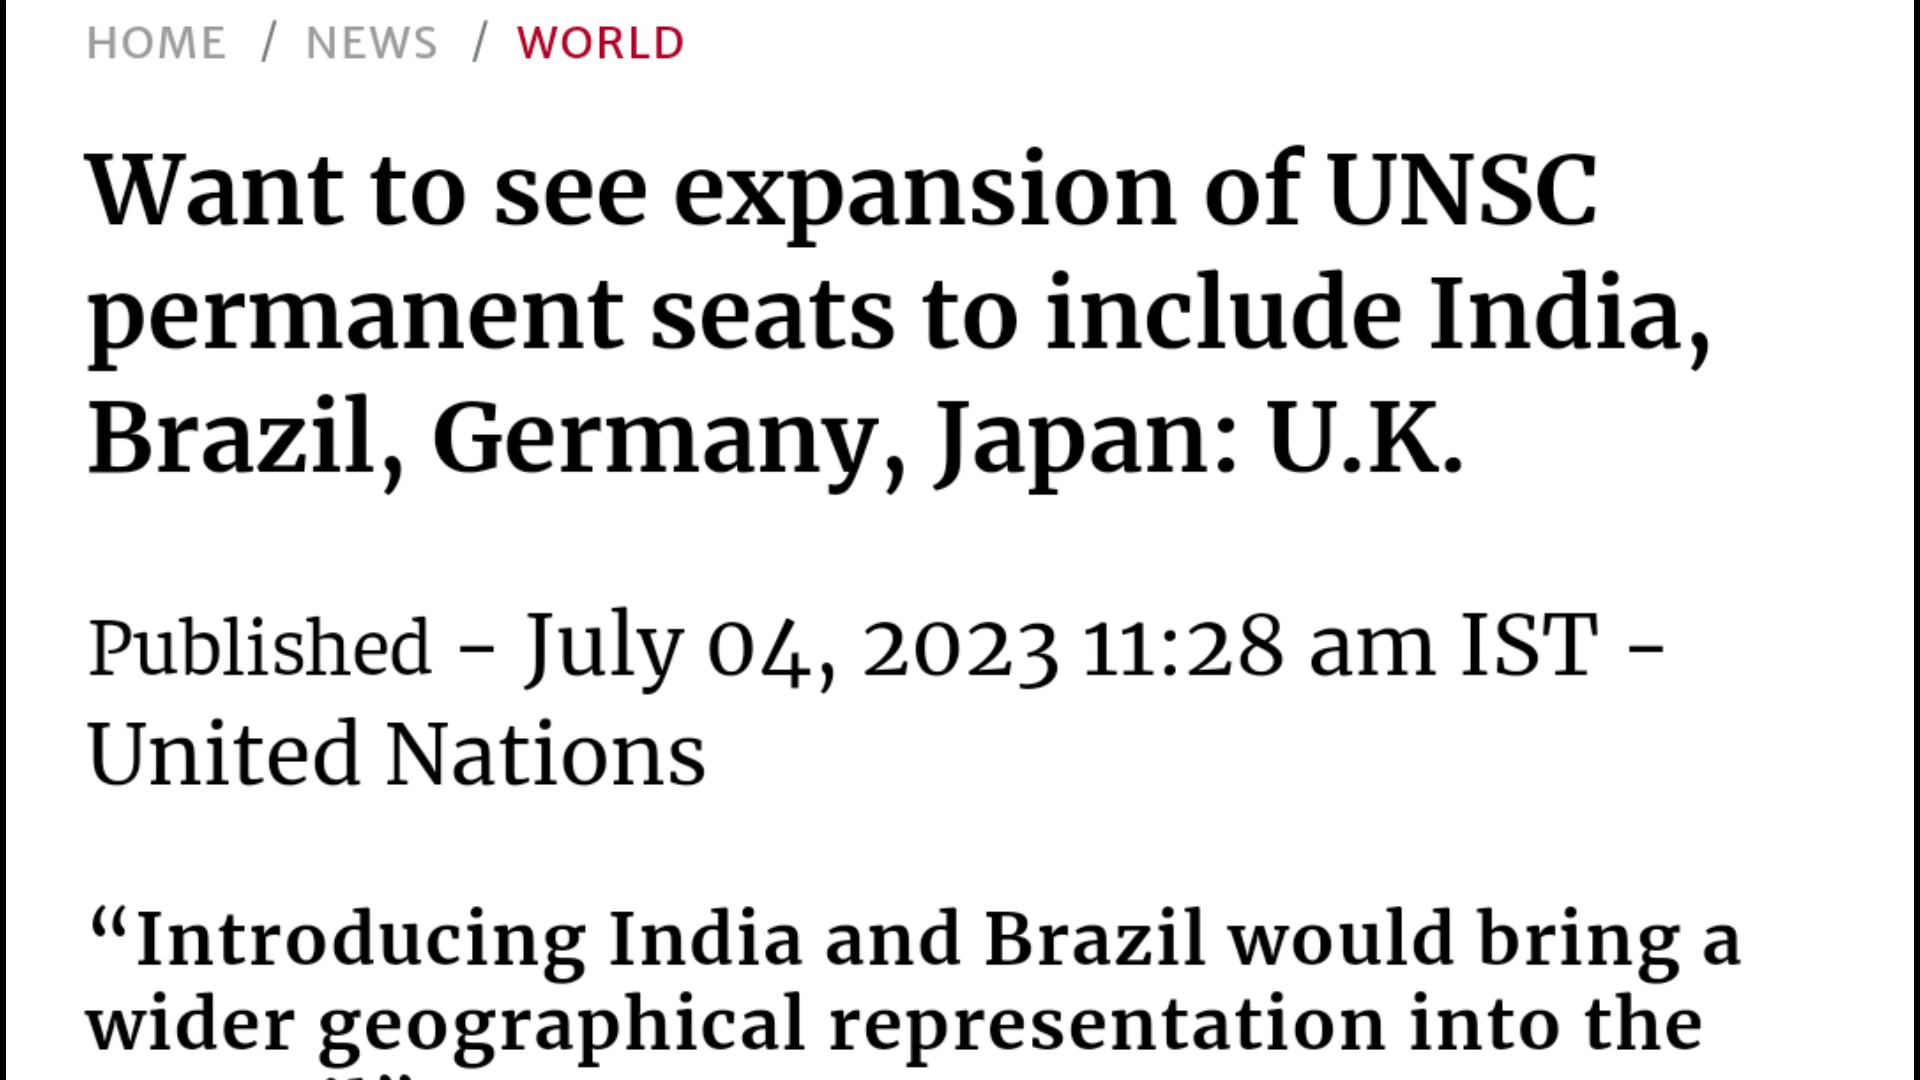 HOME / NEWS / WORLD
Want to see expansion of UNSC
permanent seats to include India,
Brazil, Germany, Japan: U.K.
Published - July 04, 2023 11:28 am IST -
United Nations
“Introducing India and Brazil would bring a
wider geographical representation into the